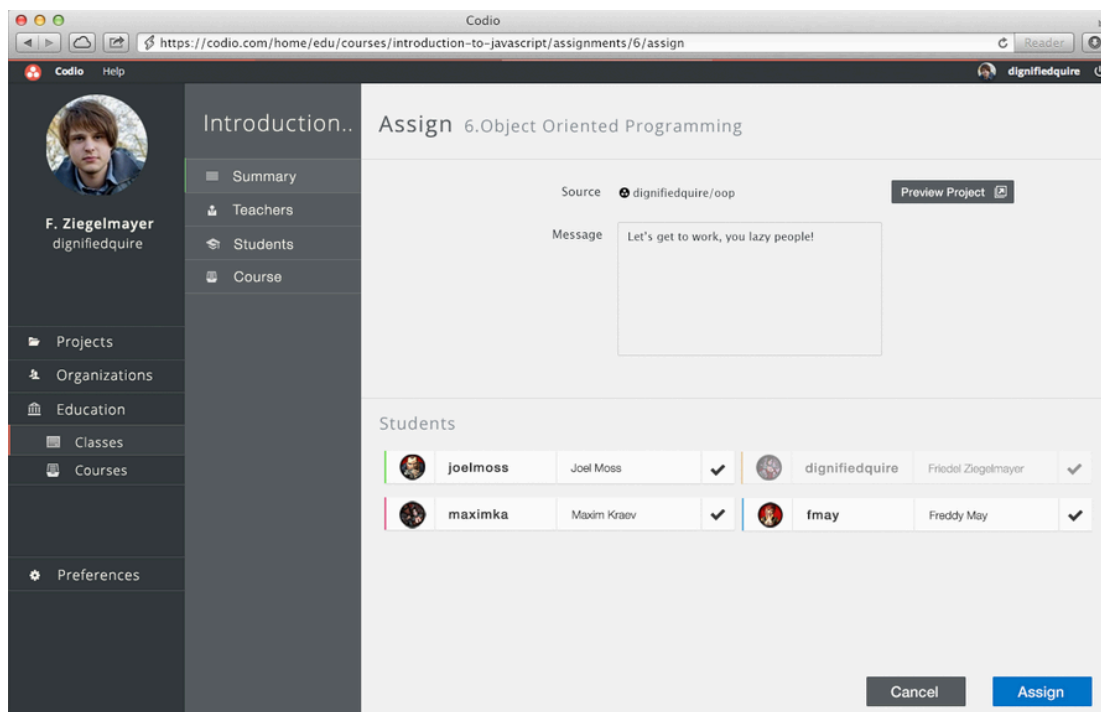 Codio
https://codio.com/home/edu/courses/introduction-to-javascript/assignments/6/assign
Reader
Codio Help
dignifiedquire
F. Ziegelmayer
dignifiedquire
Projects
Organizations
Education
Classes
Courses
Preferences
Introduction..
Summary
Teachers
Students
Course
Assign 6.Object Oriented Programming
Source dignifiedquire/oop
Preview Project
Message Let's get to work, you lazy people!
Students
joelmoss Joel Moss
dignifiedquire Friedel Ziegelmayer
maximka Maxim Kraev
fmay Freddy May
Cancel Assign